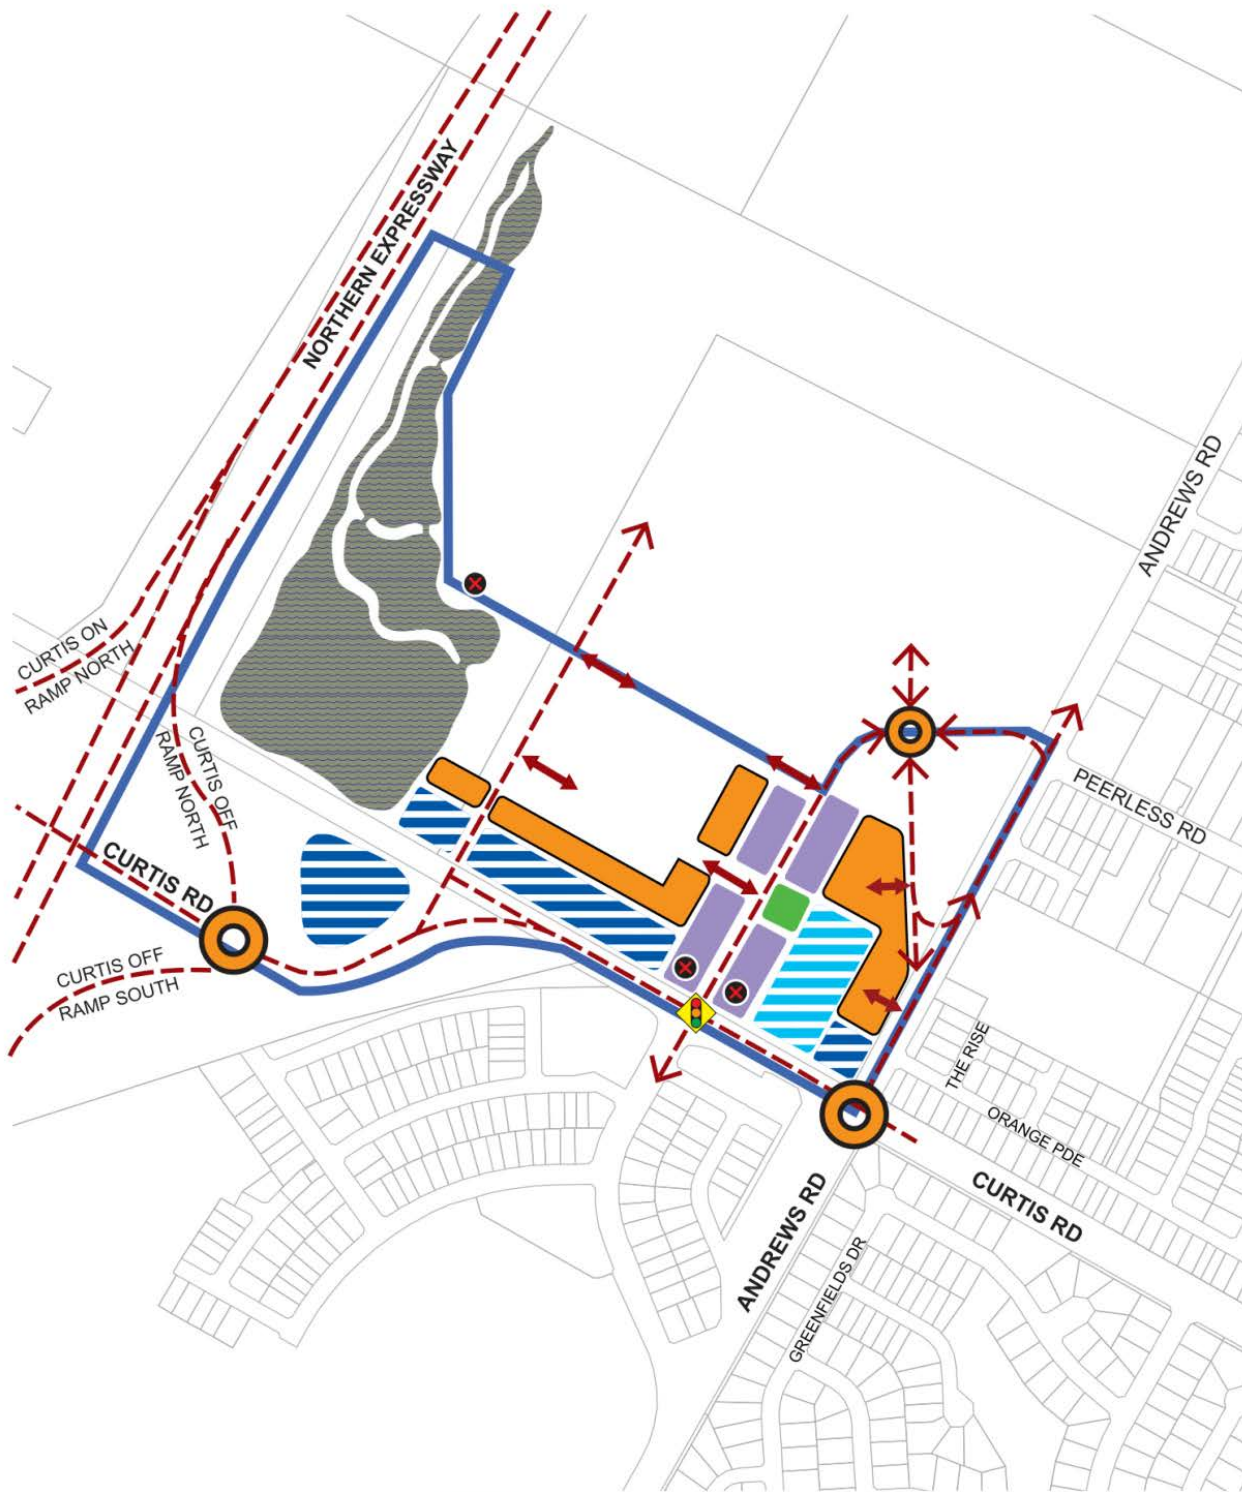 NORTHERN EXPRESSWAY
ANDREWS RD
CURTIS ON
RAMP NORTH
CURTIS OFF
RAMP NORTH
PEERLESS RD
CURTIS RD
CURTIS OFF
RAMP SOUTH
THE RISE
ORANGE PDE
CURTIS RD
ANDREWS RD
GREENFIELDS DR